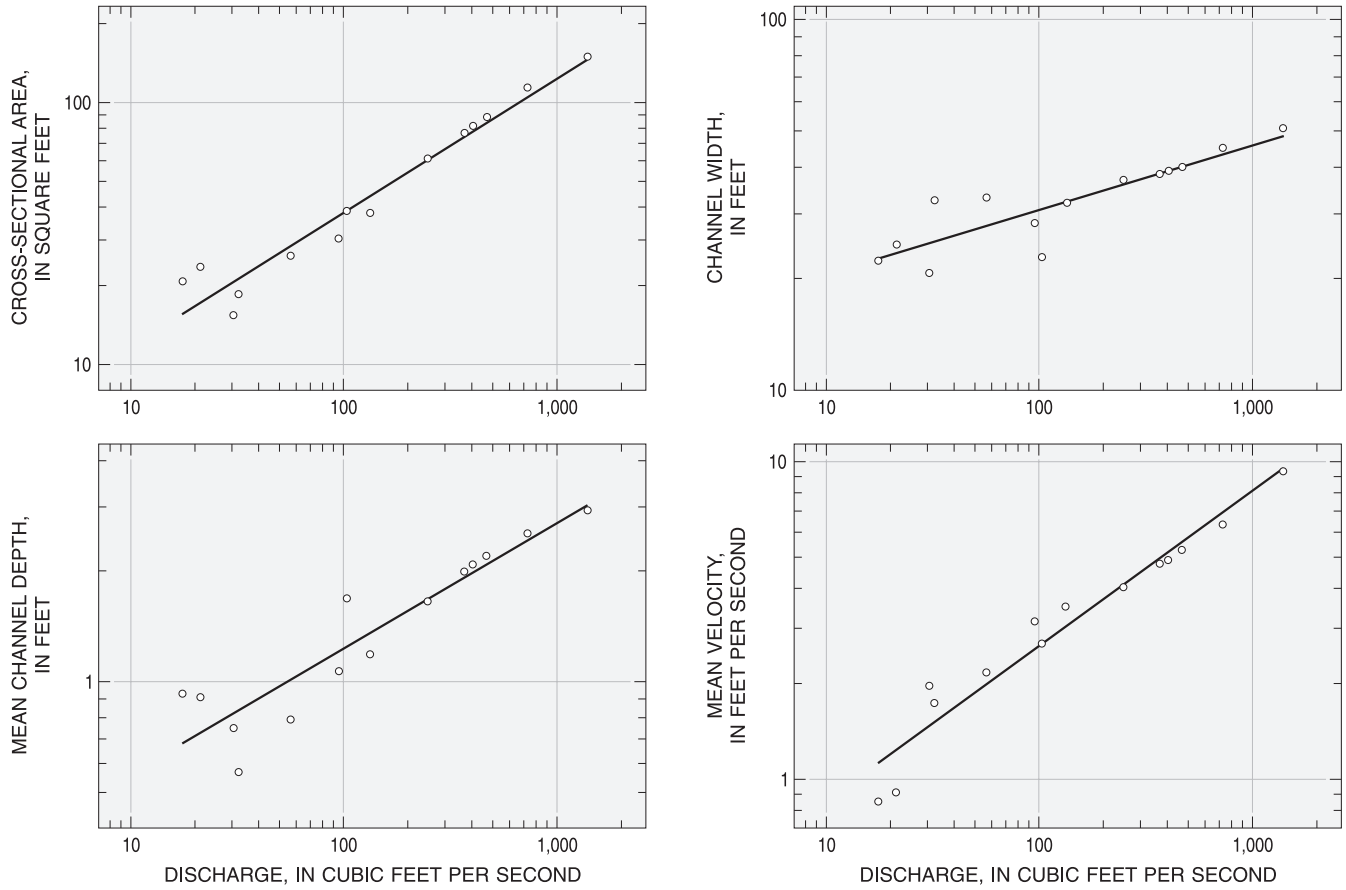 CROSS-SECTIONAL AREA,
IN SQUARE FEET
100
10
10
100
1,000
CHANNEL WIDTH,
IN FEET
100
10
10
100
1,000
MEAN CHANNEL DEPTH,
IN FEET
1
10
100
1,000
DISCHARGE, IN CUBIC FEET PER SECOND
MEAN VELOCITY,
IN FEET PER SECOND
10
1
10
100
1,000
DISCHARGE, IN CUBIC FEET PER SECOND